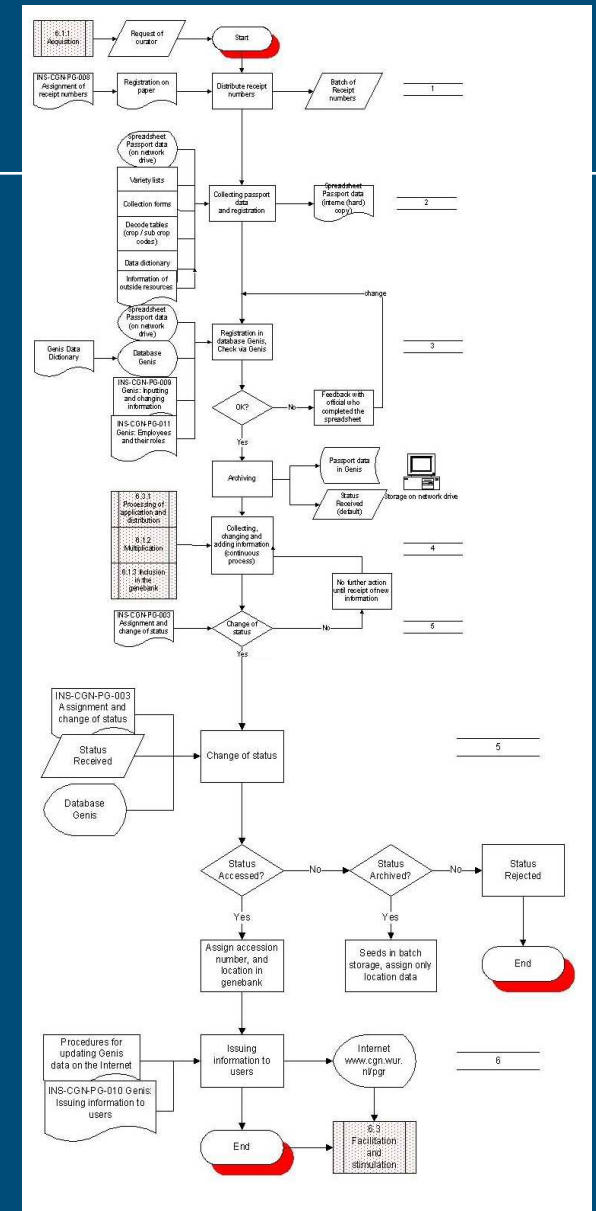 6.1.1
Acquisition
Request of
curator
Start
INS-CGN-PG-008
Assignment of
receipt numbers
Registration on
paper
Distribute receipt
numbers
Batch of
Receipt
numbers
1
Spreadsheet
Passport data
(on network
drive)
Variety lists
Collection forms
Decode tables
(crop / sub crop
codes)
Data dictionary
Information of
outside resources
Collecting passport
data
and registration
Spreadsheet
Passport data
(interne (hard)
copy)
2
change
Spreadsheet
Passport data
(on network
drive)
Genis Data
Dictionary
Database
Genis
INS-CGN-PG-009
Genis: Inputting
and changing
information
INS-CGN-PG-011
Genis: Employees
and their roles
Registration in
database Genis,
Check via Genis
3
OK?
No
Feedback with
official who
completed the
spreadsheet
Yes
Archiving
Passport data
in Genis
Status
Received
(default)
Storage on network drive
6.3.1
Processing of
application and
distribution
6.1.2
Multiplication
6.1.3 Inclusion
in the
genebank
Collecting,
changing and
adding information
(continuous
process)
4
No further action
until receipt of new
information
INS-CGN-PG-003
Assignment and
change of status
Change of
status
No
5
Yes
INS-CGN-PG-003
Assignment and
change of status
Status
Received
Database
Genis
Change of status
5
Status
Accessed?
No
Status
Archived?
No
Status
Rejected
Yes
Yes
Assign accession
number, and
location in
genebank
Seeds in batch
storage, assign only
location data
End
Procedures for
updating Genis
data on the Internet
INS-CGN-PG-010 Genis:
Issuing information to
users
Issuing
information to
users
Internet
www.cgn.wur.
nl/pgr
6
End
6.3
Facilitation
and
stimulation